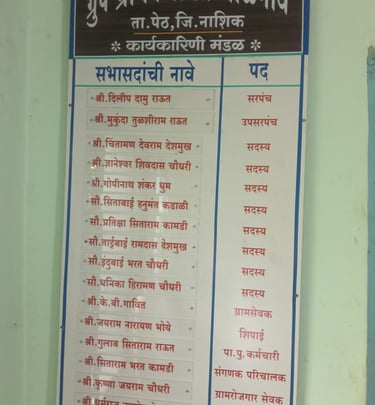 ग्रुप
ता.पेठ,जि.नाशिक
* कार्यकारिणी मंडळ *
सभासदांची नावे पद
श्री.दिलीप दामु राऊत सरपंच
श्री.मुकुंदा तुळशीराम राऊत उपसरपंच
श्री.चिंतामण देवराम देशमुख सदस्य
श्री.ज्ञानेश्वर शिवदास चौधरी सदस्य
श्री.गोपीनाथ शंकर धुम सदस्य
सौ.सिताबाई हनुमंत कडाळी सदस्य
सौ.प्रतिक्षा सिताराम कामडी सदस्य
सौ.ताईबाई रामदास देशमुख सदस्य
सौ.इंदुबाई भरत चौधरी सदस्य
सौ.धनिका हिरामण चौधरी सदस्य
श्री.के.बी.गावित ग्रामसेवक
श्री.जयराम नारायण भोये शिपाई
श्री.गुलाब सिताराम राऊत पा.पु.कर्मचारी
श्री.सिताराम भरत कामडी संगणक परिचालक
श्री.कृष्णा जयराम चौधरी ग्रामरोजगार सेवक